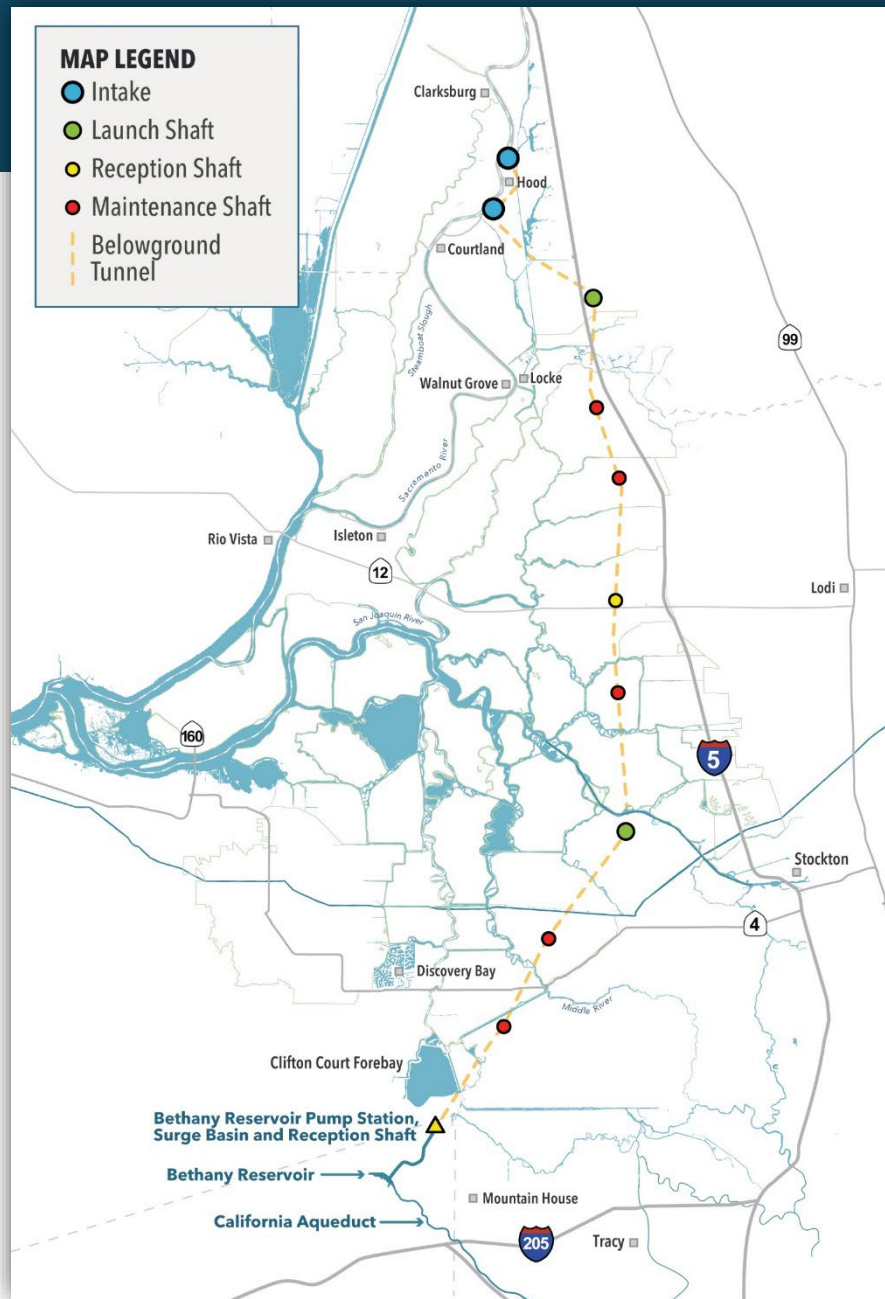 MAP LEGEND
Intake
Launch Shaft
Reception Shaft
Maintenance Shaft
Belowground
Tunnel
Clarksburg
Hood
Courtland
Steamboat Slough
99
Walnut Grove
Locke
Sacramento River
Rio Vista
Isleton
12
Lodi
San Joaquin River
160
5
Stockton
4
Discovery Bay
Middle River
Clifton Court Forebay
Bethany Reservoir Pump Station,
Surge Basin and Reception Shaft
Bethany Reservoir
Mountain House
California Aqueduct
205
Tracy